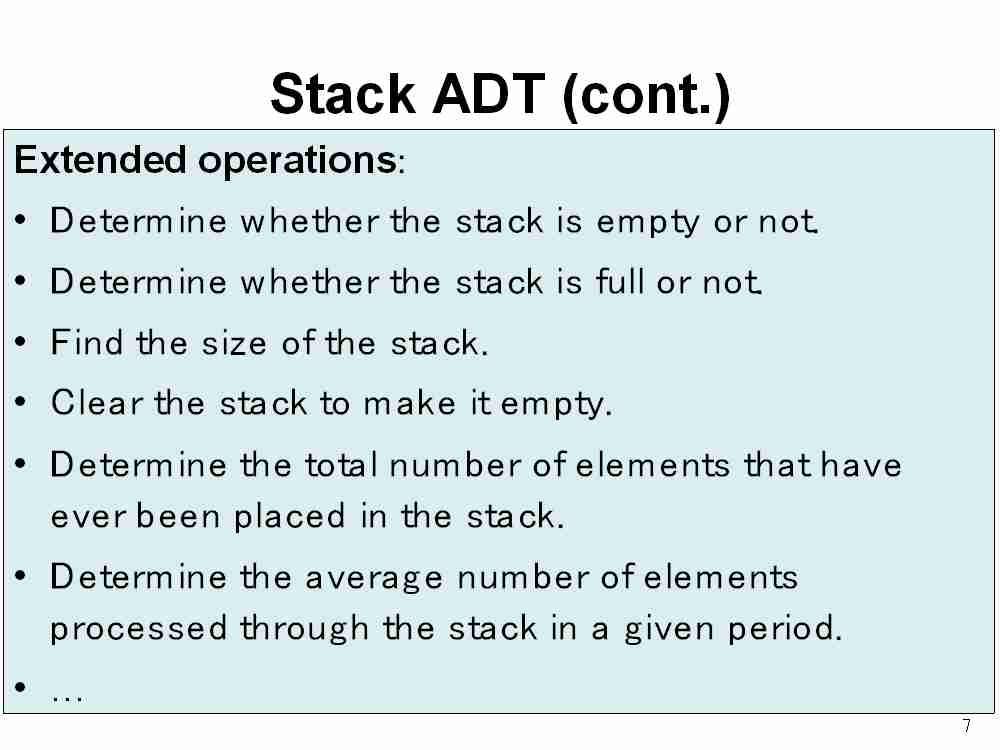 Stack ADT (cont.)
Extended operations:
• Determine whether the stack is empty or not.
• Determine whether the stack is full or not.
• Find the size of the stack.
• Clear the stack to make it empty.
• Determine the total number of elements that have
ever been placed in the stack.
• Determine the average number of elements
processed through the stack in a given period.
• …
7